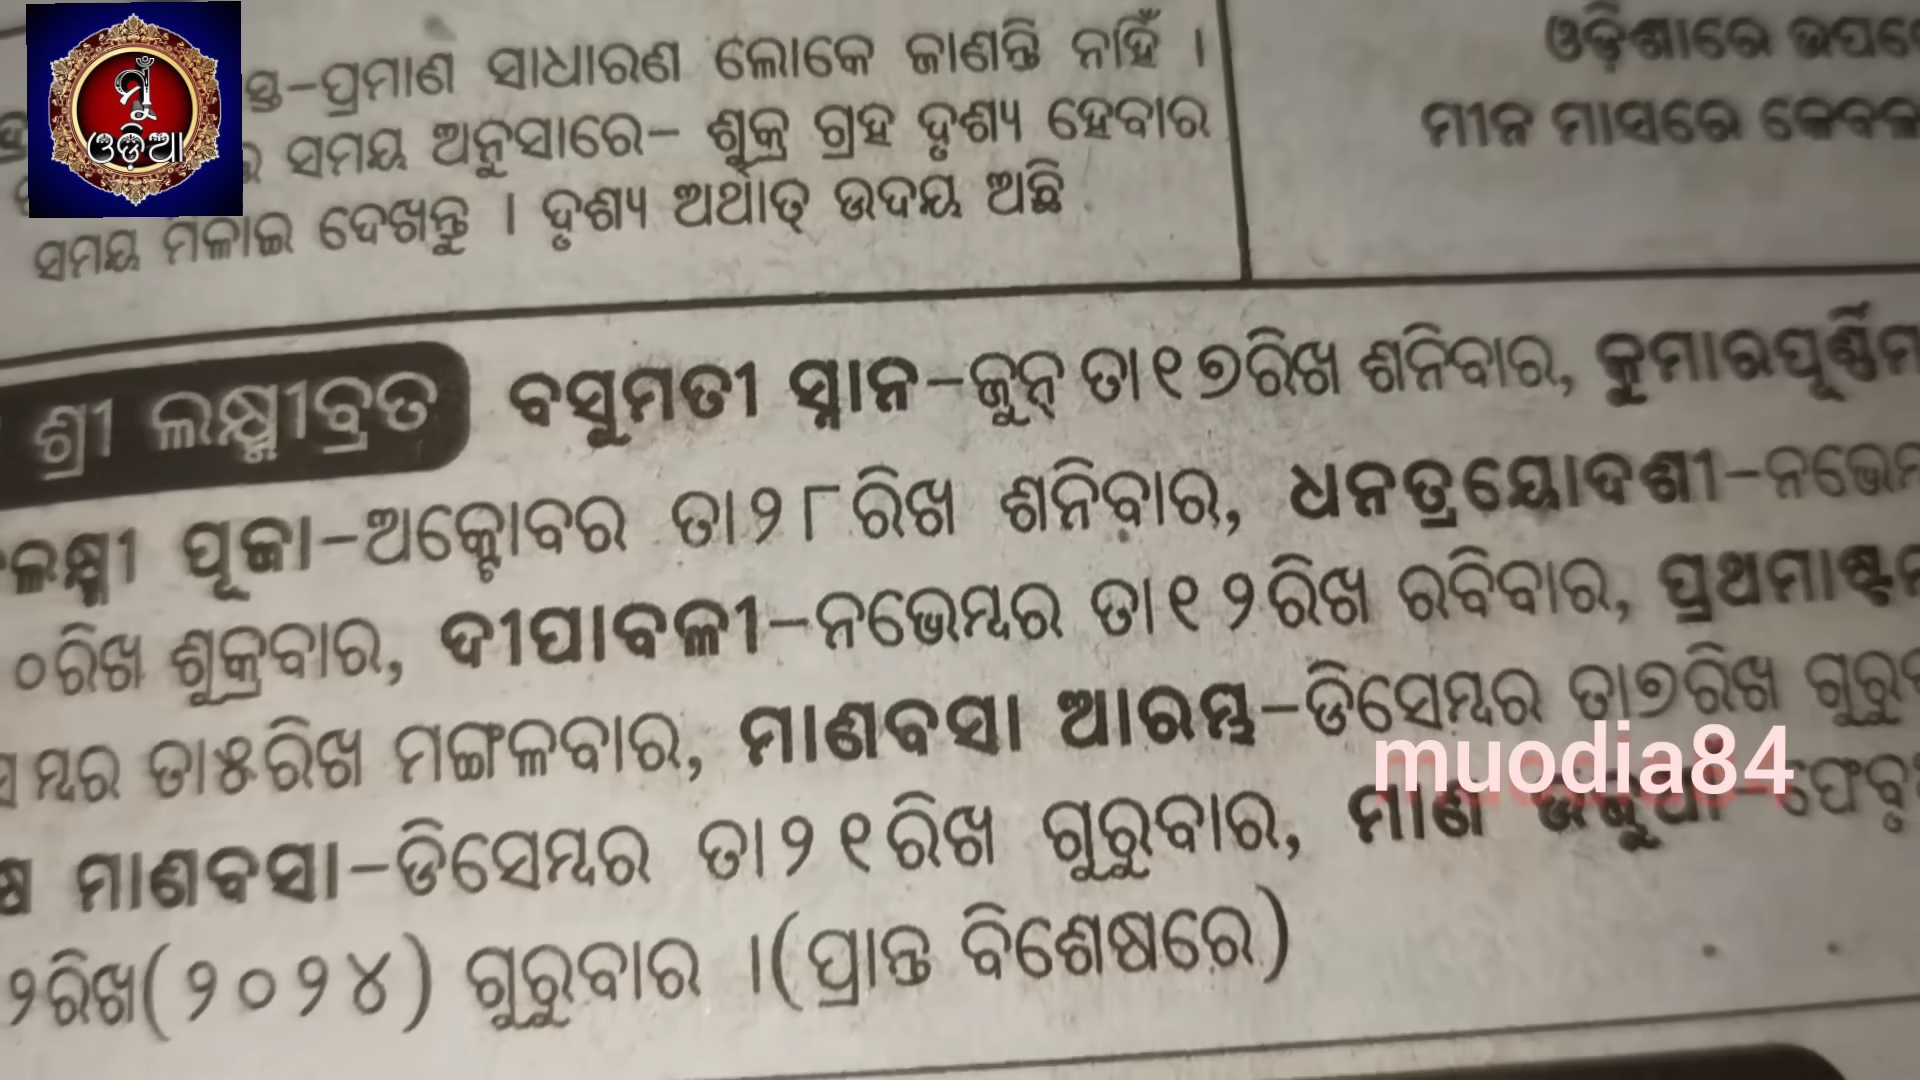 ମୁଁ
ଓଡ଼ିଆ
ସ୍ତ-ପ୍ରମାଣ ସାଧାରଣ ଲୋକେ ଜାଣନ୍ତି ନାହିଁ ।
ସମୟ ଅନୁସାରେ- ଶୁକ୍ର ଗ୍ରହ ଦୃଶ୍ୟ ହେବାର
ସମୟ ମଳାଇ ଦେଖନ୍ତୁ । ଦୃଶ୍ୟ ଅର୍ଥାତ୍ ଉଦୟ ଅଛି
ଓଡ଼ିଶାରେ
ମୀନ ମାସରେ କେବଳ
ଶ୍ରୀ ଲକ୍ଷ୍ମୀବ୍ରତ ବସୁମତୀ ସ୍ନାନ-ଜୁନ୍ ତା୧୭ରିଖ ଶନିବାର, କୁମାରପୂର୍ଣ୍ଣିମ
ଲକ୍ଷ୍ମୀ ପୂଜା-ଅକ୍ଟୋବର ତା୨୮ରିଖ ଶନିବାର, ଧନତ୍ରୟୋଦଶୀ-ନଭେମ
୦ରିଖ ଶୁକ୍ରବାର, ଦୀପାବଳୀ-ନଭେମ୍ବର ତା୧୨ରିଖ ରବିବାର, ପ୍ରଥମାଷ୍ଟମ
ମ୍ବର ତା୫ରିଖ ମଙ୍ଗଳବାର, ମାଣବସା ଆରମ୍ଭ-ଡିସେମ୍ବର ତା୭ରିଖ ଗୁରୁବ
ଷ ମାଣବସା-ଡିସେମ୍ବର ତା୨୧ରିଖ ଗୁରୁବାର, ମାଣ
୨ରିଖ(୨୦୨୪) ଗୁରୁବାର ।(ପ୍ରାନ୍ତ ବିଶେଷରେ)
muodia84